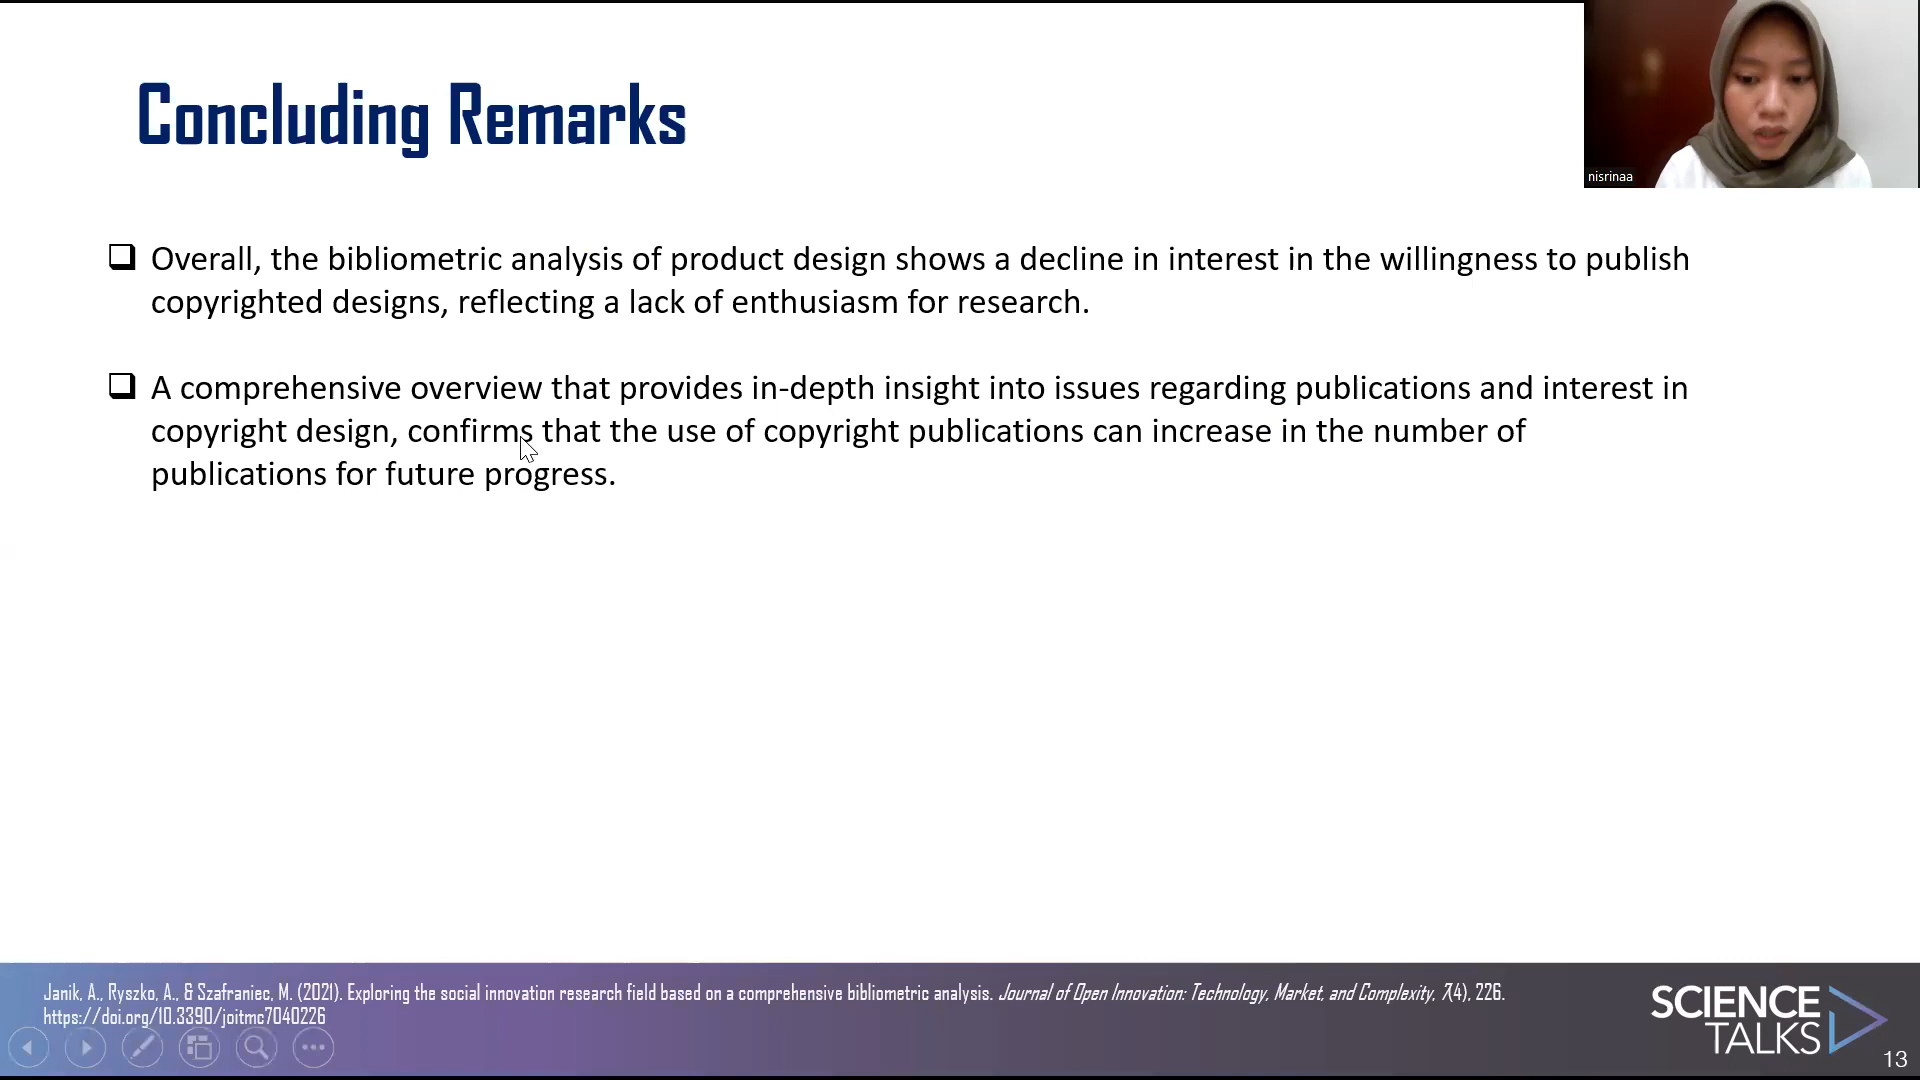 Concluding Remarks
nisrinaa
Overall, the bibliometric analysis of product design shows a decline in interest in the willingness to publish
copyrighted designs, reflecting a lack of enthusiasm for research.
A comprehensive overview that provides in-depth insight into issues regarding publications and interest in
copyright design, confirms that the use of copyright publications can increase in the number of
publications for future progress.
Janik, A., Ryszko, A., & Szafraniec, M. (2021). Exploring the social innovation research field based on a comprehensive bibliometric analysis. Journal of Open Innovation: Technology, Market, and Complexity, 7(4), 226.
https://doi.org/10.3390/joitmc7040226
SCIENCE
TALKS
13